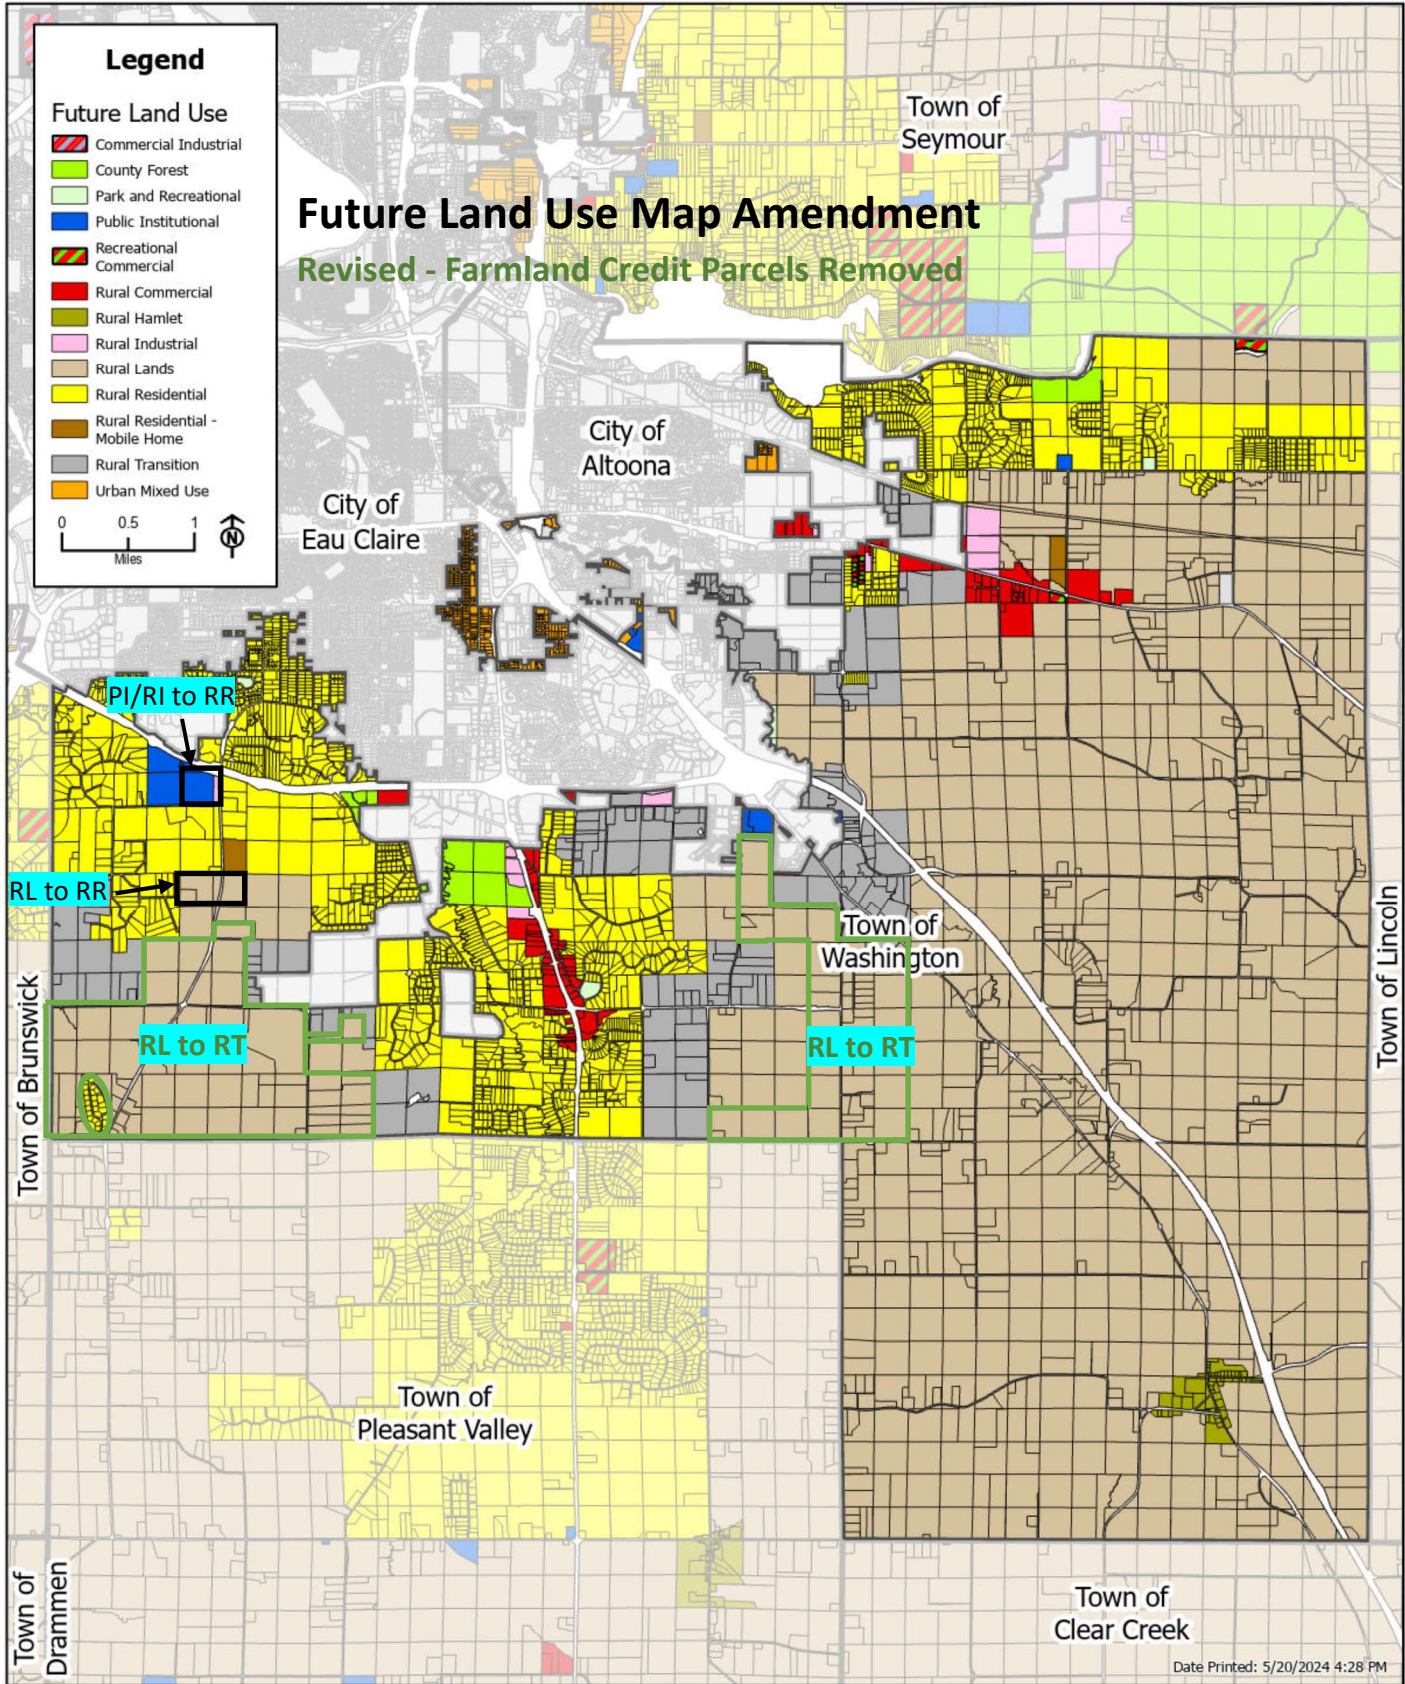 Legend
Future Land Use
Commercial Industrial
County Forest
Park and Recreational
Public Institutional
Recreational
Commercial
Rural Commercial
Rural Hamlet
Rural Industrial
Rural Lands
Rural Residential
Rural Residential -
Mobile Home
Rural Transition
Urban Mixed Use
0 0.5 1
Miles
N
Town of
Seymour
Future Land Use Map Amendment
Revised - Farmland Credit Parcels Removed
City of
Altoona
City of
Eau Claire
PI/RI to RR
RL to RR
Town of
Washington
Town of Lincoln
Town of Brunswick
RL to RT
RL to RT
Town of
Pleasant Valley
Town of
Drammen
Town of
Clear Creek
Date Printed: 5/20/2024 4:28 PM